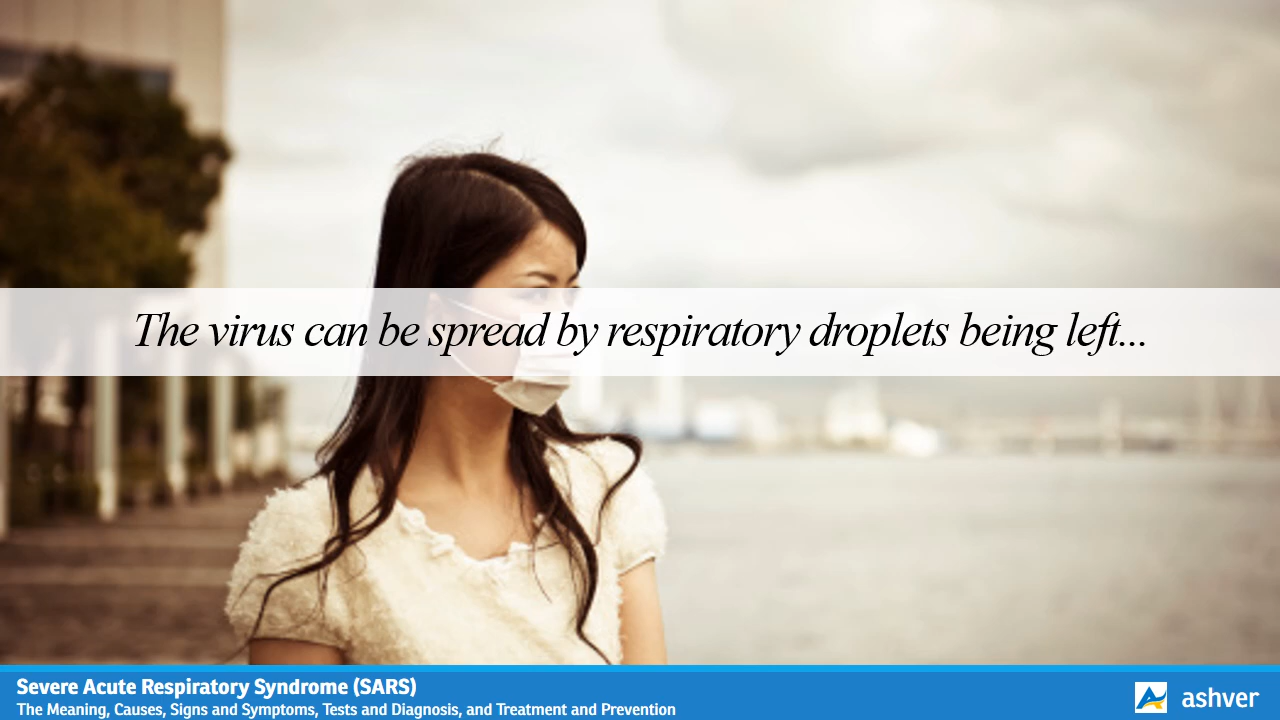 The virus can be spread by respiratory droplets being left...
Severe Acute Respiratory Syndrome (SARS)
The Meaning, Causes, Signs and Symptoms, Tests and Diagnosis, and Treatment and Prevention
ashver